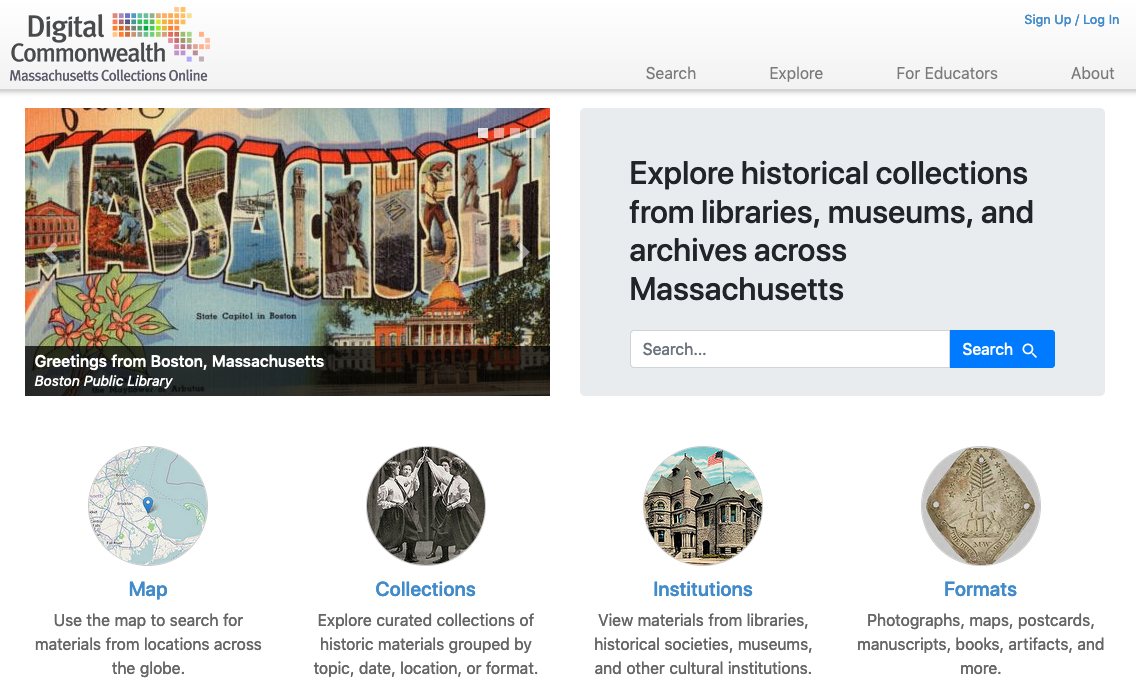 Digital
Commonwealth
Massachusetts Collections Online
Sign Up / Log In
Search
Explore
For Educators
About
MASSACHUSETT
State Capitol in Boston
Greetings from Boston, Massachusetts
Boston Public Library
Explore historical collections
from libraries, museums, and
archives across
Massachusetts
Search...
Search
Map
Use the map to search for
materials from locations across
the globe.
Collections
Explore curated collections of
historic materials grouped by
topic, date, location, or format.
Institutions
View materials from libraries,
historical societies, museums,
and other cultural institutions.
Formats
Photographs, maps, postcards,
manuscripts, books, artifacts, and
more.